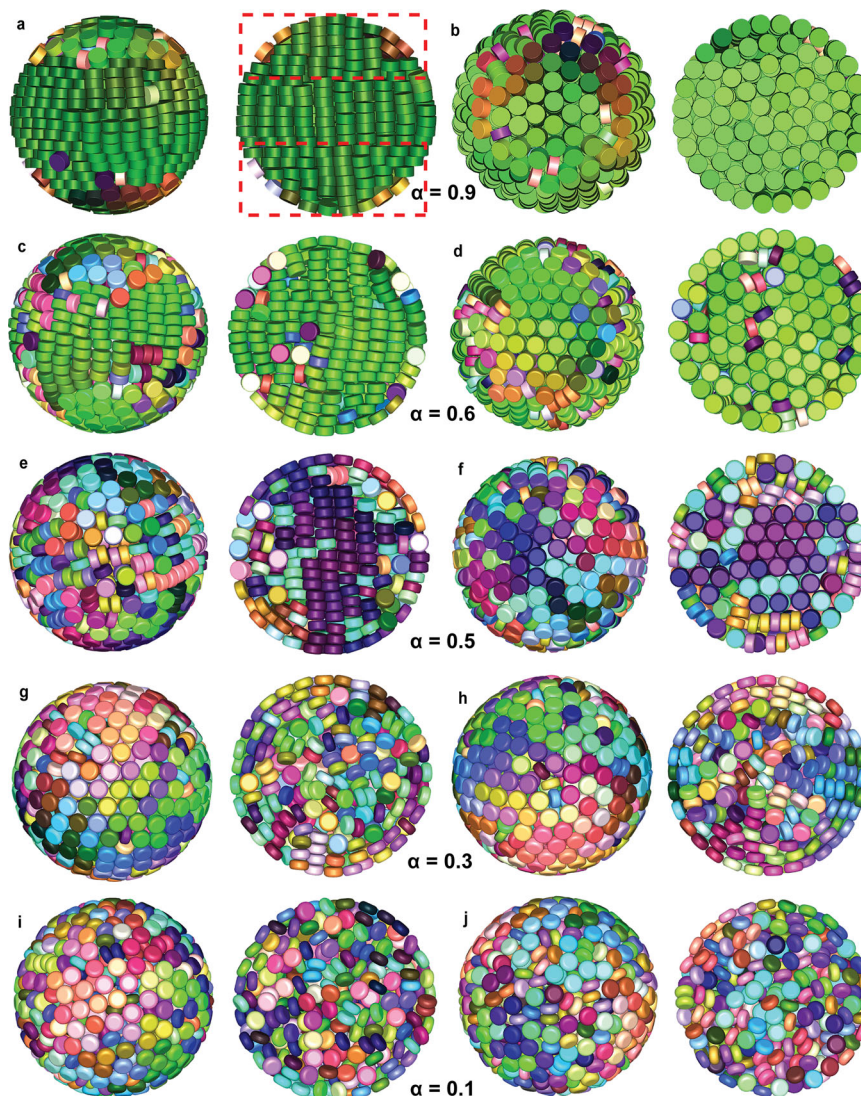 a
b
α = 0.9
c
d
α = 0.6
e
f
α = 0.5
g
h
α = 0.3
i
j
α = 0.1